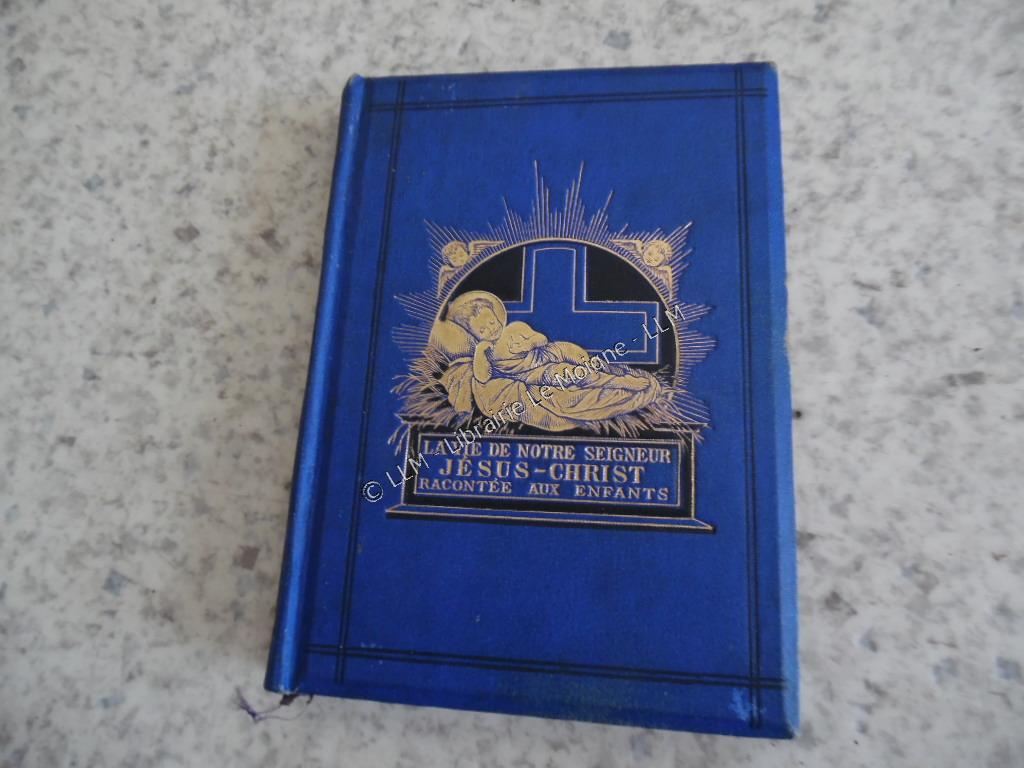 LA VIE DE NOTRE SEIGNEUR
JÉSUS-CHRIST
RACONTÉE AUX ENFANTS
© LLM - Librairie Le Moigne - LLM